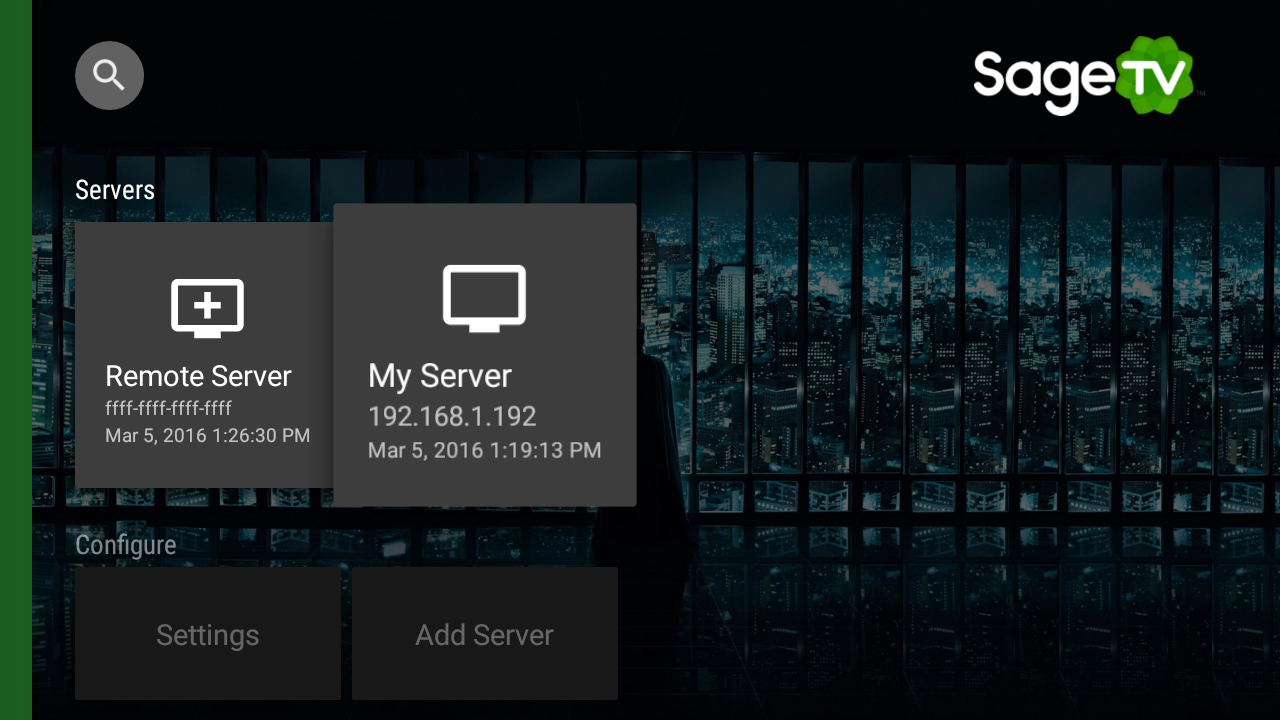 SageTV™
Servers
Remote Server
ffff-ffff-ffff-ffff
Mar 5, 2016 1:26:30 PM
My Server
192.168.1.192
Mar 5, 2016 1:19:13 PM
Configure
Settings
Add Server